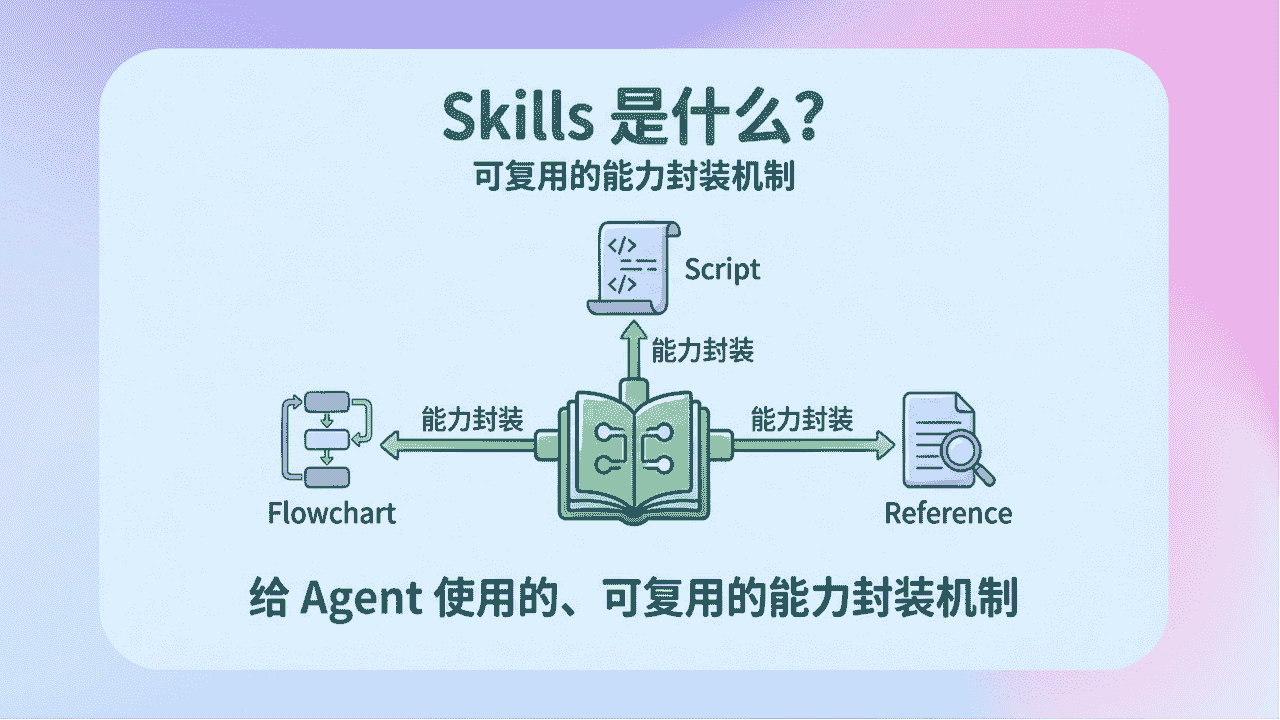 Skills 是什么?
可复用的能力封装机制
</>
</>
Script
能力封装
能力封装
能力封装
Flowchart
Reference
给 Agent 使用的、可复用的能力封装机制